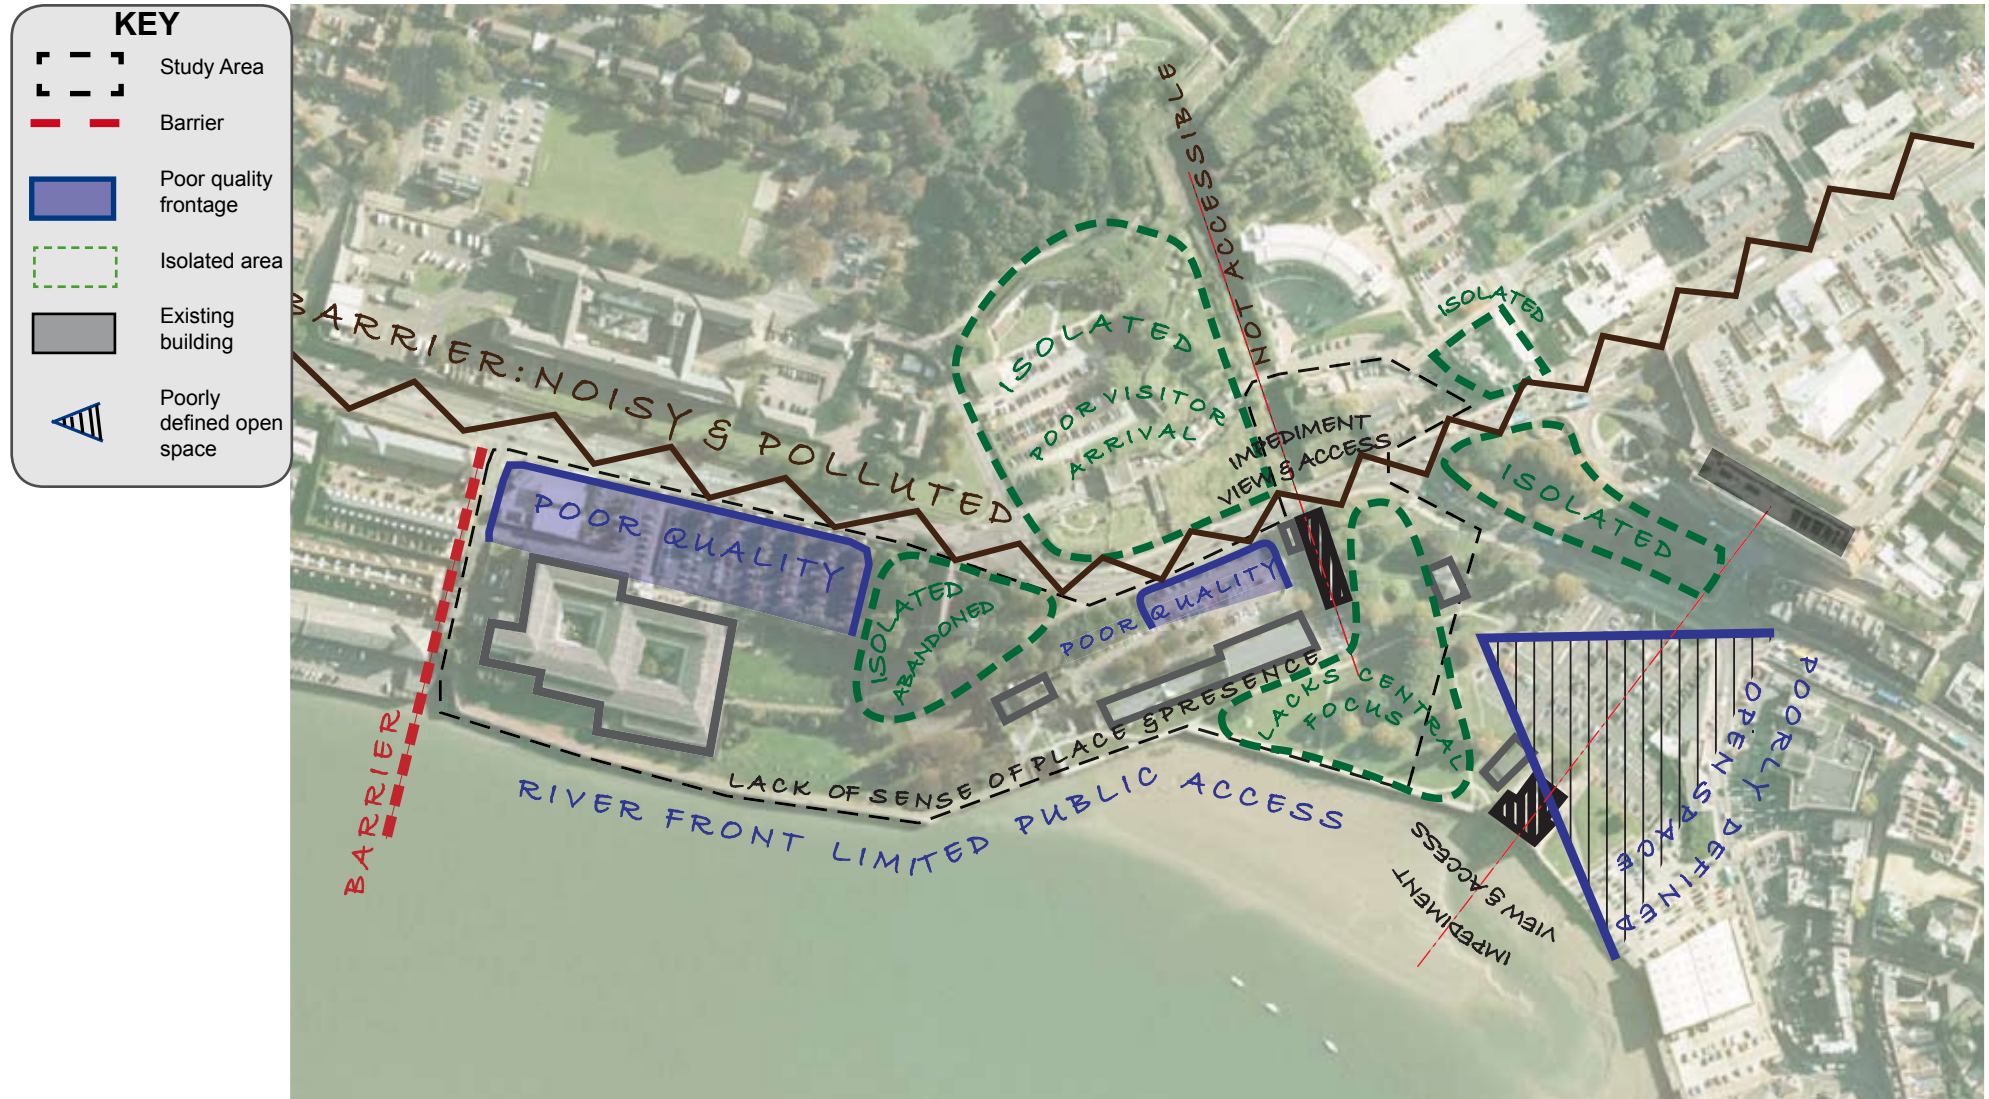 KEY
Study Area
Barrier
Poor quality
frontage
Isolated area
Existing
building
Poorly
defined open
space
NOT ACCESSIBLE
BARRIER: NOISY & POLLUTED
ISOLATED
POOR VISITOR
ARRIVAL
ISOLATED
IMPEDIMENT
VIEW & ACCESS
ISOLATED
POOR QUALITY
ISOLATED
ABANDONED
POOR QUALITY
LACKS CENTRAL
FOCUS
LACK OF SENSE OF PLACE & PRESENCE
RIVER FRONT LIMITED PUBLIC ACCESS
BARRIER
POORLY DEFINED
OPEN SPACE
IMPEDIMENT
VIEW & ACCESS